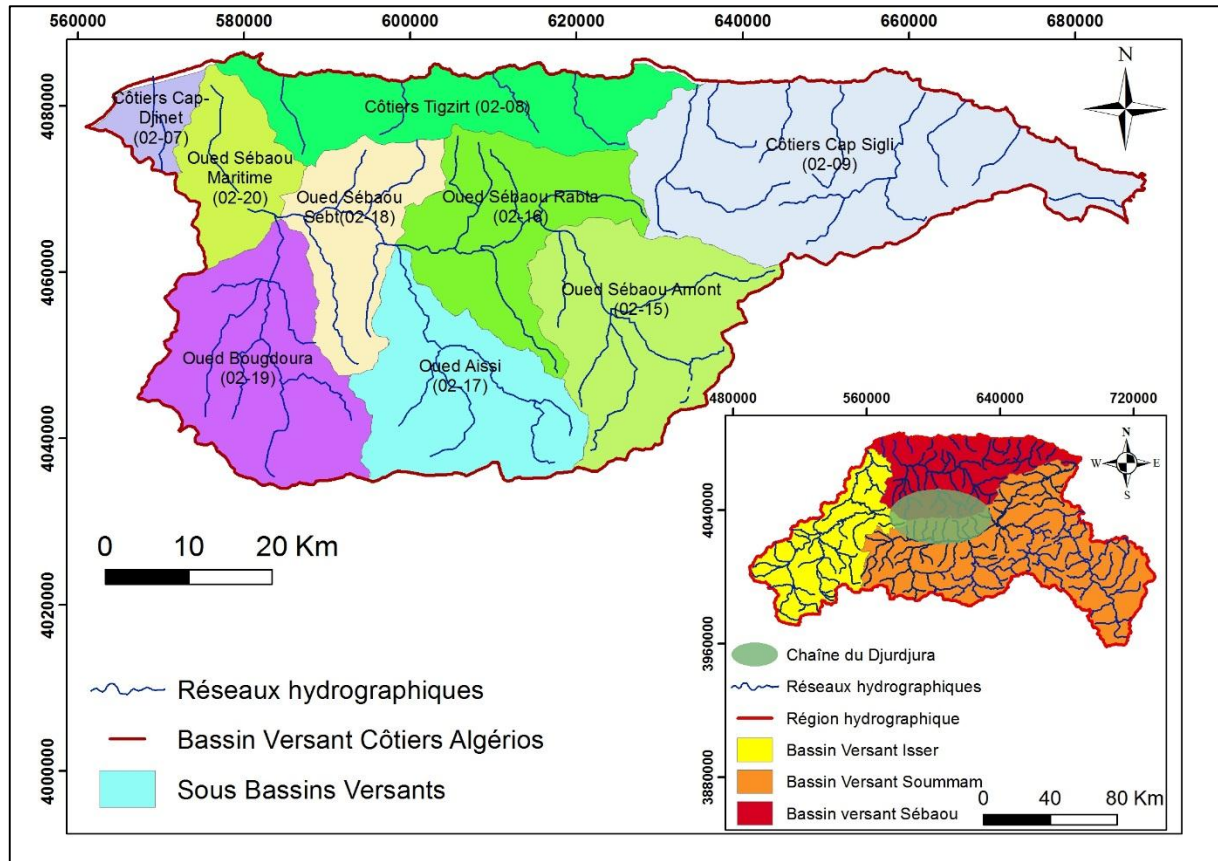 560000 580000 600000 620000 640000 660000 680000
4080000
4060000
4040000
4020000
4000000
N
Côtiers Cap-
Djinet
(02-07)
Côtiers Tigzirt (02-08)
Côtiers Cap Sigli
(02-09)
Oued Sébaou
Maritime
(02-20)
Oued Sébaou
Sebt(02-18)
Oued Sébaou Rabta
(02-16)
Oued Sébaou Amont
(02-15)
Oued Bougdoura
(02-19)
Oued Aissi
(02-17)
0 10 20 Km
Réseaux hydrographiques
Bassin Versant Côtiers Algérios
Sous Bassins Versants
480000 560000 640000 720000
4040000
3960000
3880000
N
W E
S
Chaîne du Djurdjura
Réseaux hydrographiques
Région hydrographique
Bassin Versant Isser
Bassin Versant Soummam
Bassin versant Sébaou
0 40 80 Km